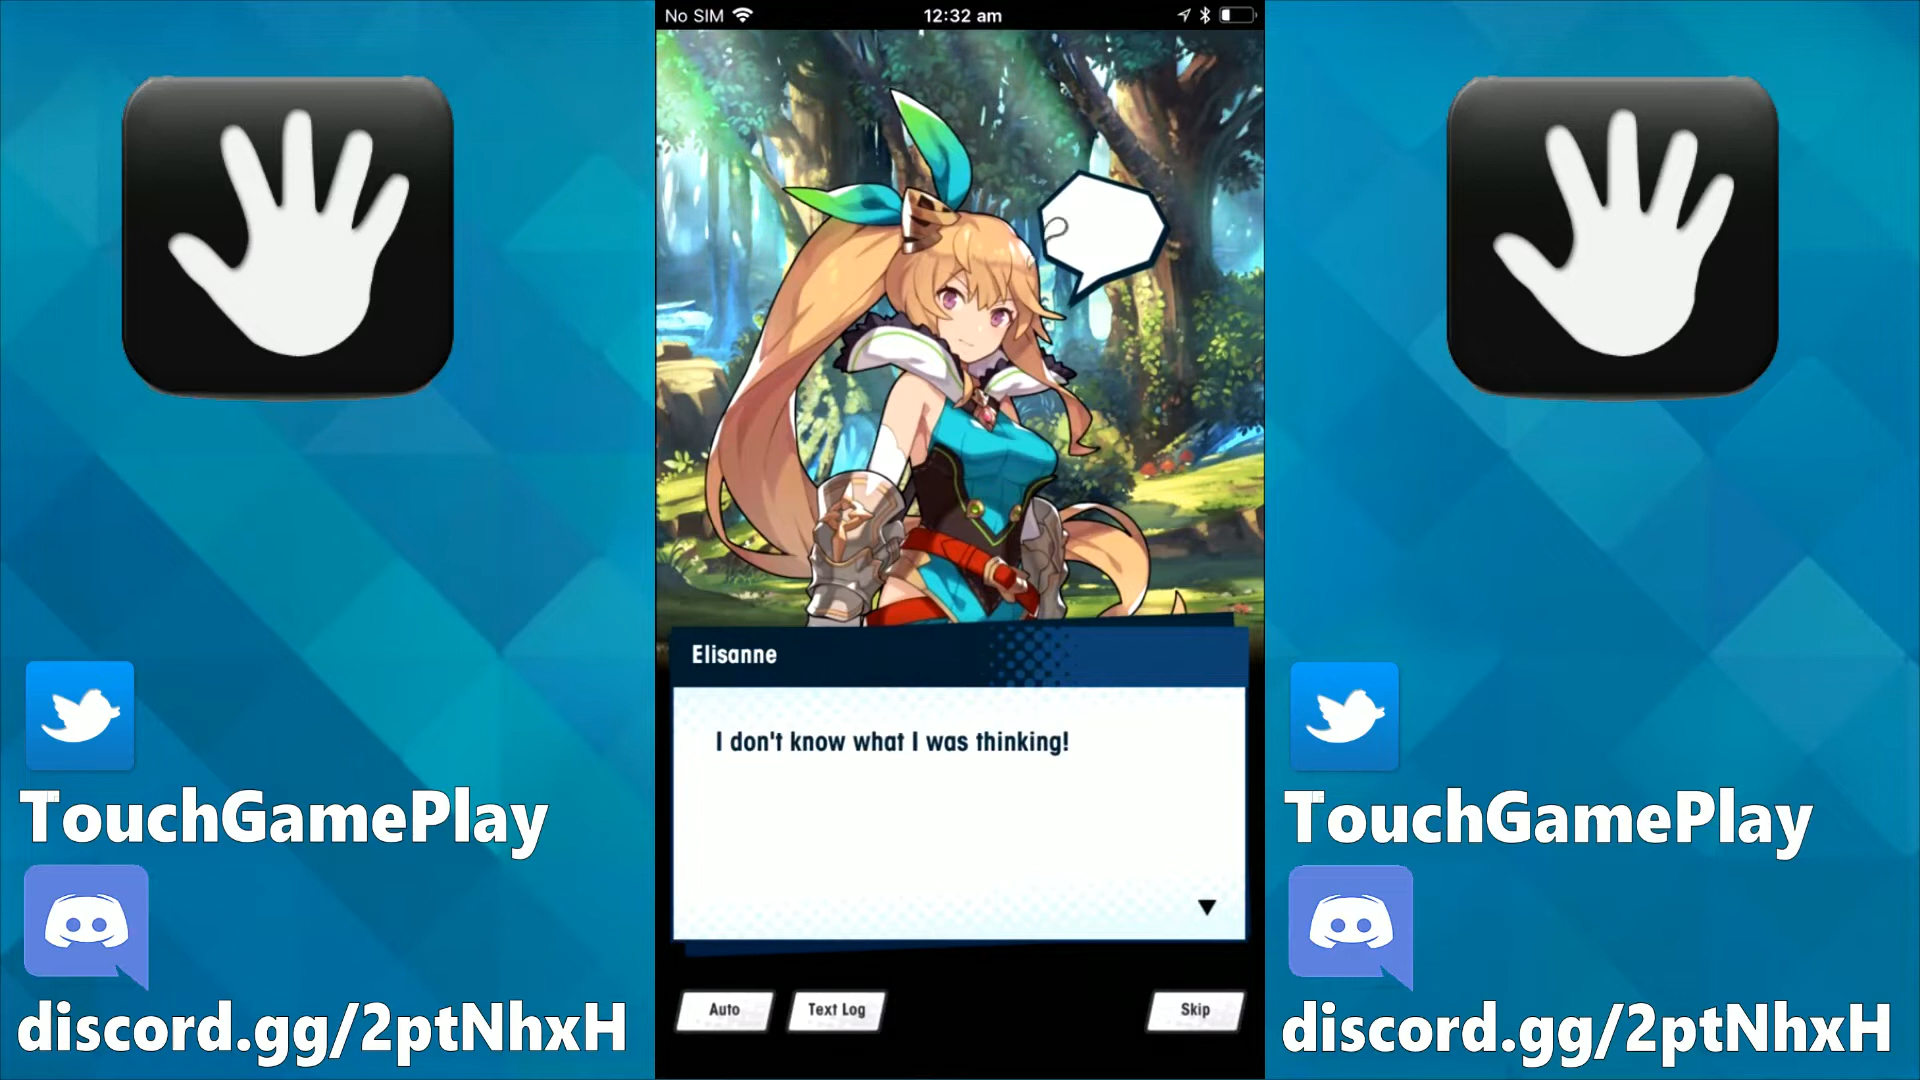 No SIM 12:32 am
Elisanne
I don't know what I was thinking!
Auto Text Log Skip
TouchGamePlay
discord.gg/2ptNhxH
TouchGamePlay
discord.gg/2ptNhxH